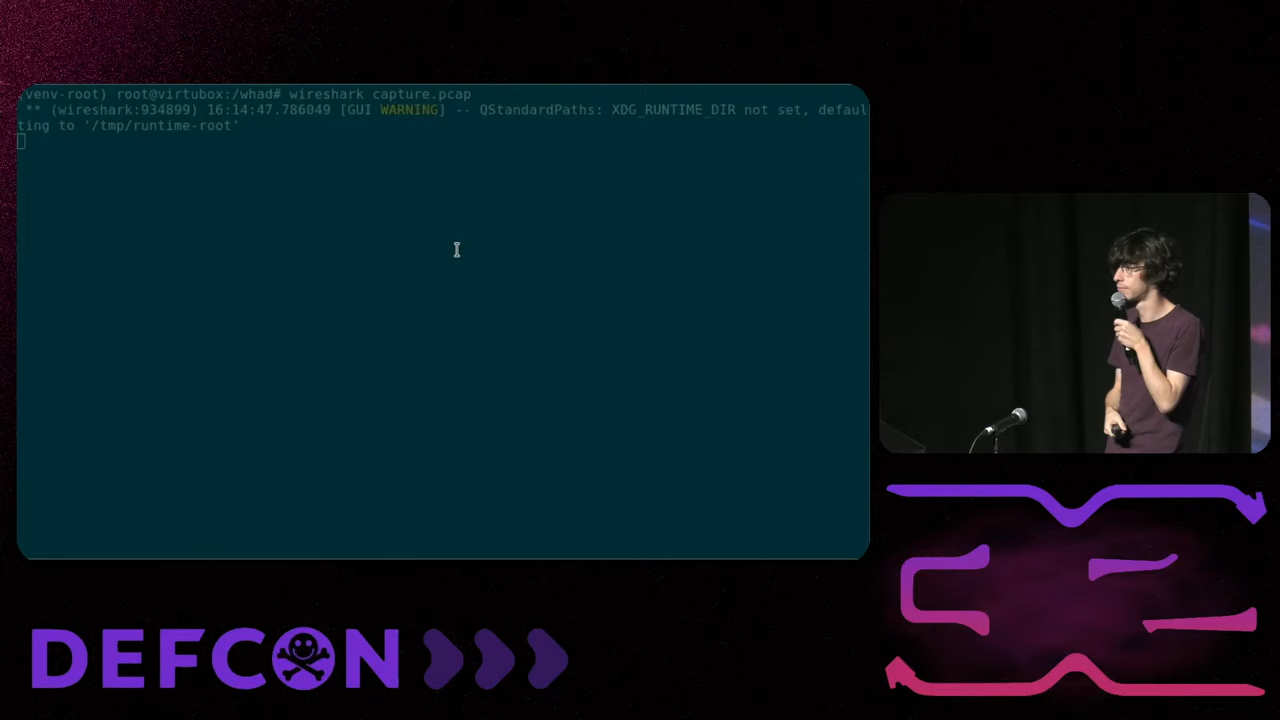 (venv-root) root@virtubox:/whad# wireshark capture.pcap
** (wireshark:934899) 16:14:47.786049 [GUI WARNING] -- QStandardPaths: XDG_RUNTIME_DIR not set, defaul
ting to '/tmp/runtime-root'
DEFCON